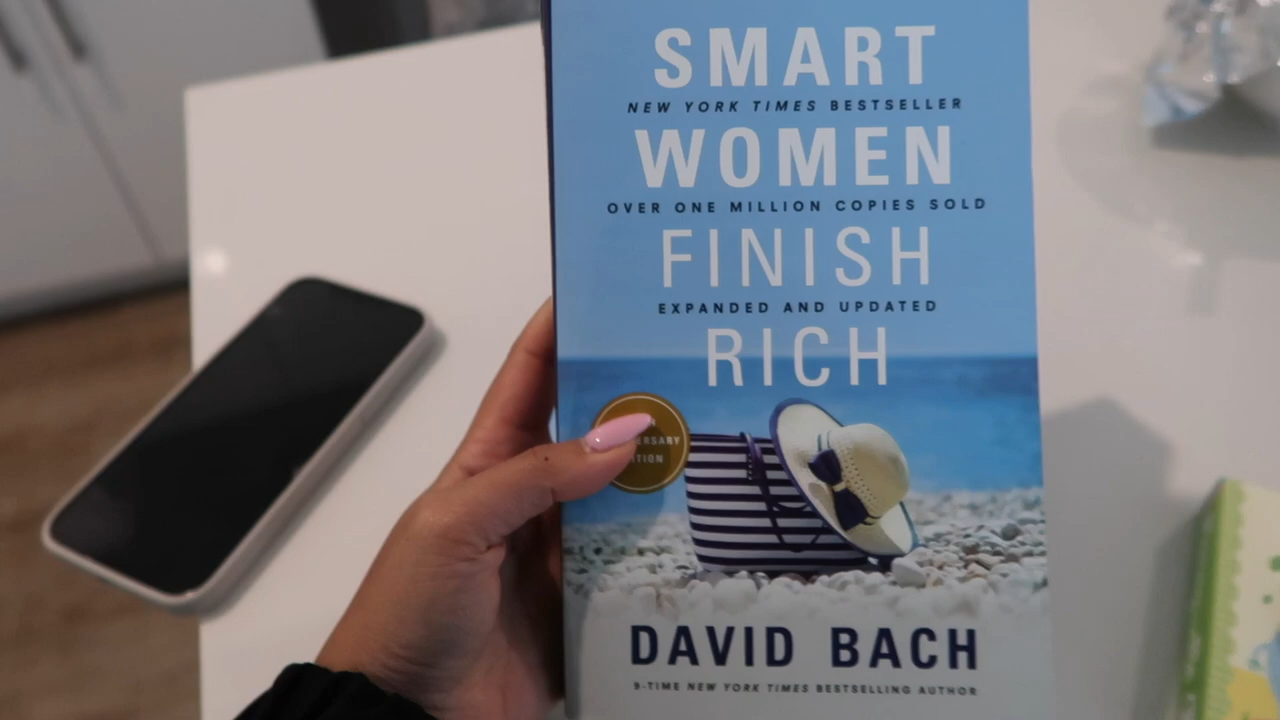 SMART
NEW YORK TIMES BESTSELLER
WOMEN
OVER ONE MILLION COPIES SOLD
FINISH
EXPANDED AND UPDATED
RICH
DAVID BACH
9-TIME NEW YORK TIMES BESTSELLING AUTHOR